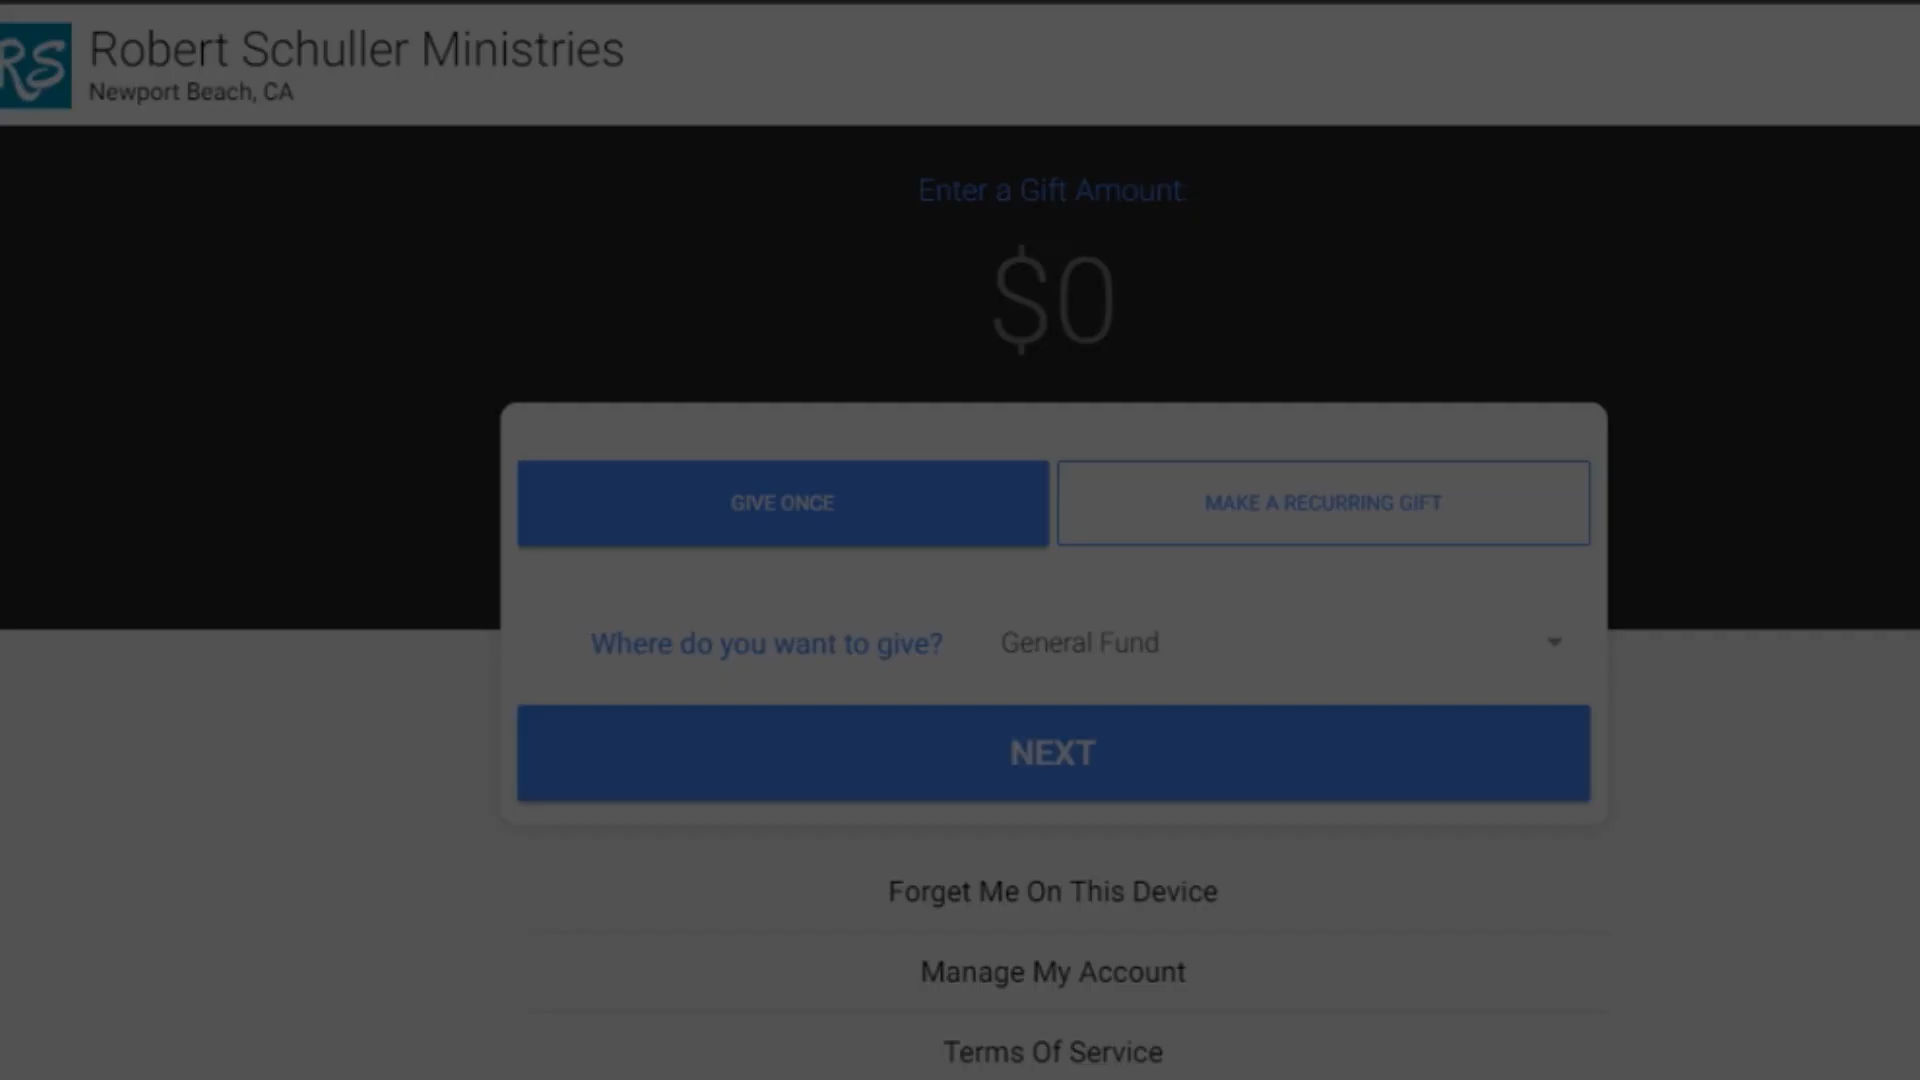 RS
Robert Schuller Ministries
Newport Beach, CA
Enter a Gift Amount:
$0
GIVE ONCE
MAKE A RECURRING GIFT
Where do you want to give?
General Fund
NEXT
Forget Me On This Device
Manage My Account
Terms Of Service